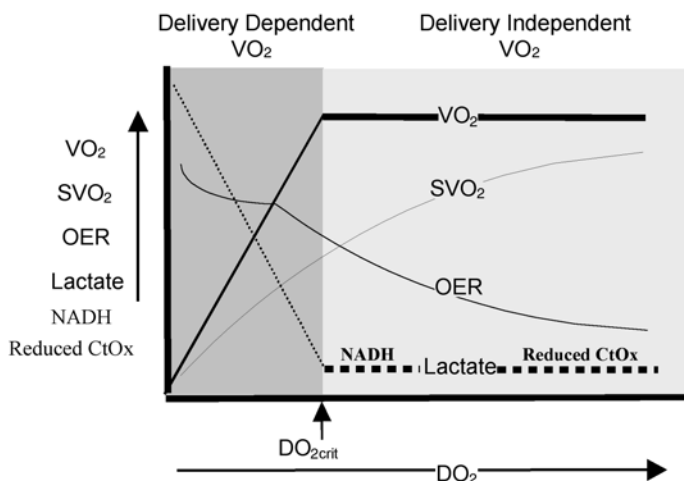 Delivery Dependent
VO₂
Delivery Independent
VO₂
VO₂
SVO₂
OER
Lactate
NADH
Reduced CtOx
VO₂
SVO₂
OER
NADH
Lactate
Reduced CtOx
DO₂crit
DO₂